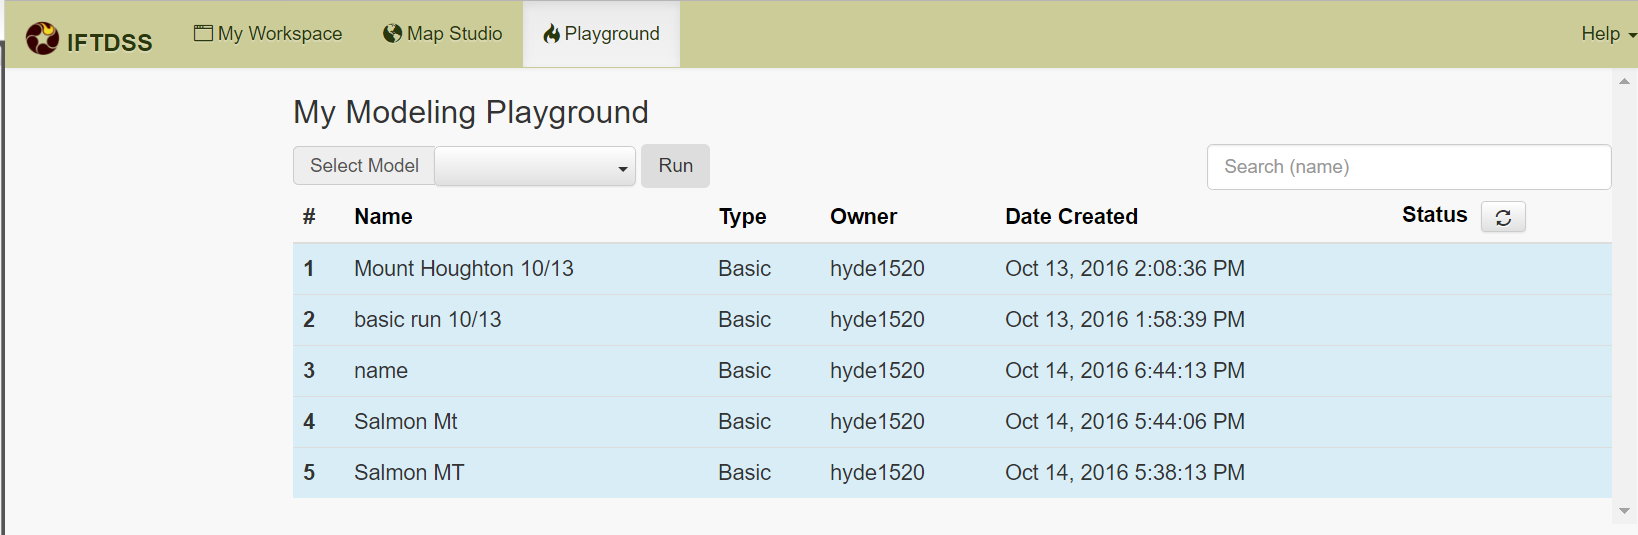 IFTDSS My Workspace Map Studio Playground Help
My Modeling Playground
Select Model Run Search (name)
# Name Type Owner Date Created Status
1 Mount Houghton 10/13 Basic hyde1520 Oct 13, 2016 2:08:36 PM
2 basic run 10/13 Basic hyde1520 Oct 13, 2016 1:58:39 PM
3 name Basic hyde1520 Oct 14, 2016 6:44:13 PM
4 Salmon Mt Basic hyde1520 Oct 14, 2016 5:44:06 PM
5 Salmon MT Basic hyde1520 Oct 14, 2016 5:38:13 PM